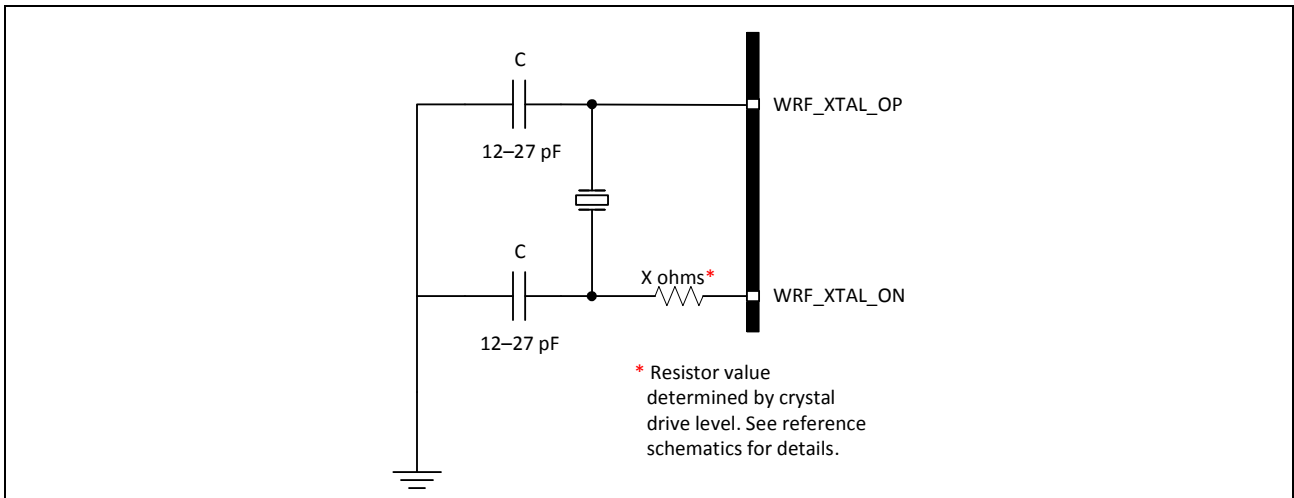 C
WRF_XTAL_OP
12–27 pF
C
X ohms*
WRF_XTAL_ON
12–27 pF
* Resistor value
determined by crystal
drive level. See reference
schematics for details.